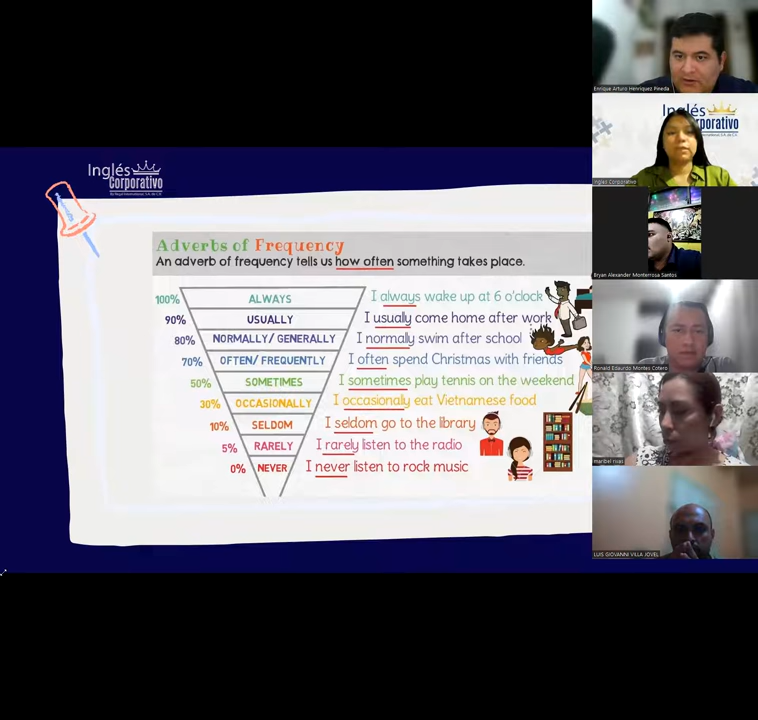 Inglés
Corporativo
Adverbs of Frequency
An adverb of frequency tells us how often something takes place.
100% ALWAYS I always wake up at 6 o'clock
90% USUALLY I usually come home after work
80% NORMALLY/ GENERALLY I normally swim after school
70% OFTEN/ FREQUENTLY I often spend Christmas with friends
50% SOMETIMES I sometimes play tennis on the weekend
30% OCCASIONALLY I occasionally eat Vietnamese food
10% SELDOM I seldom go to the library
5% RARELY I rarely listen to the radio
0% NEVER I never listen to rock music
Enrique Arturo Henriquez Pineda
Inglés
Corporativo
Bryan Alexander Monterrosa Santos
Ronald Edaurdo Montes Cotero
maribel rivas
LUIS GIOVANNI VILLA JOVEL